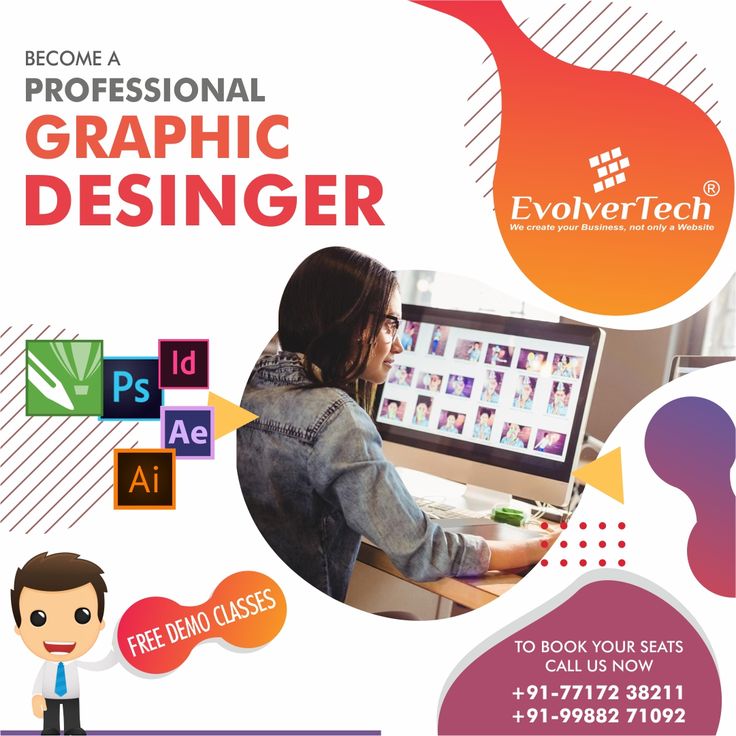 BECOME A
PROFESSIONAL
GRAPHIC
DESINGER
®
EvolverTech
We create your Business, not only a Website
Id
Ps
Ae
Ai
FREE DEMO CLASSES
TO BOOK YOUR SEATS
CALL US NOW
+91-77172 38211
+91-99882 71092